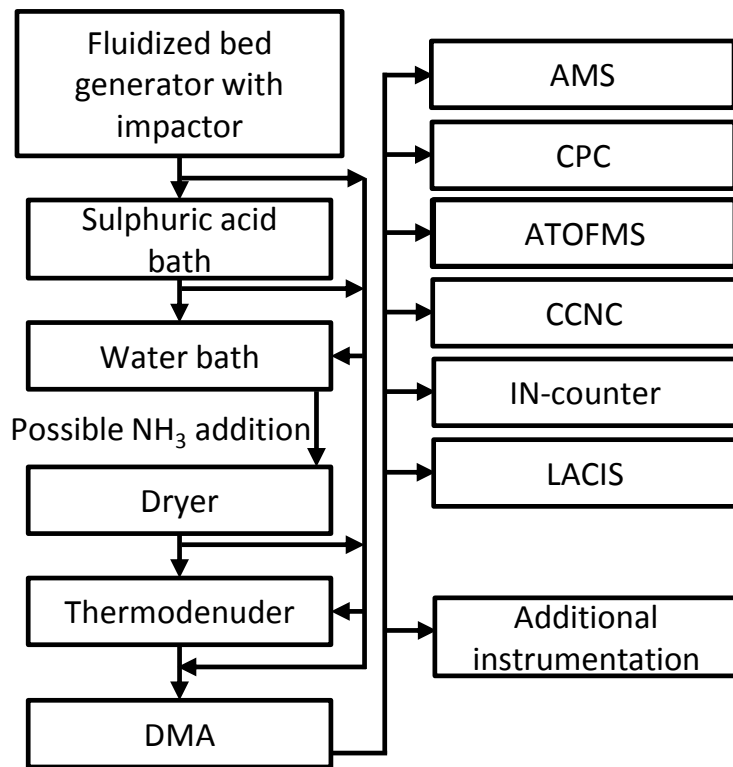 Fluidized bed
generator with
impactor
Sulphuric acid
bath
Water bath
Possible NH₃ addition
Dryer
Thermodenuder
DMA
AMS
CPC
ATOFMS
CCNC
IN-counter
LACIS
Additional
instrumentation